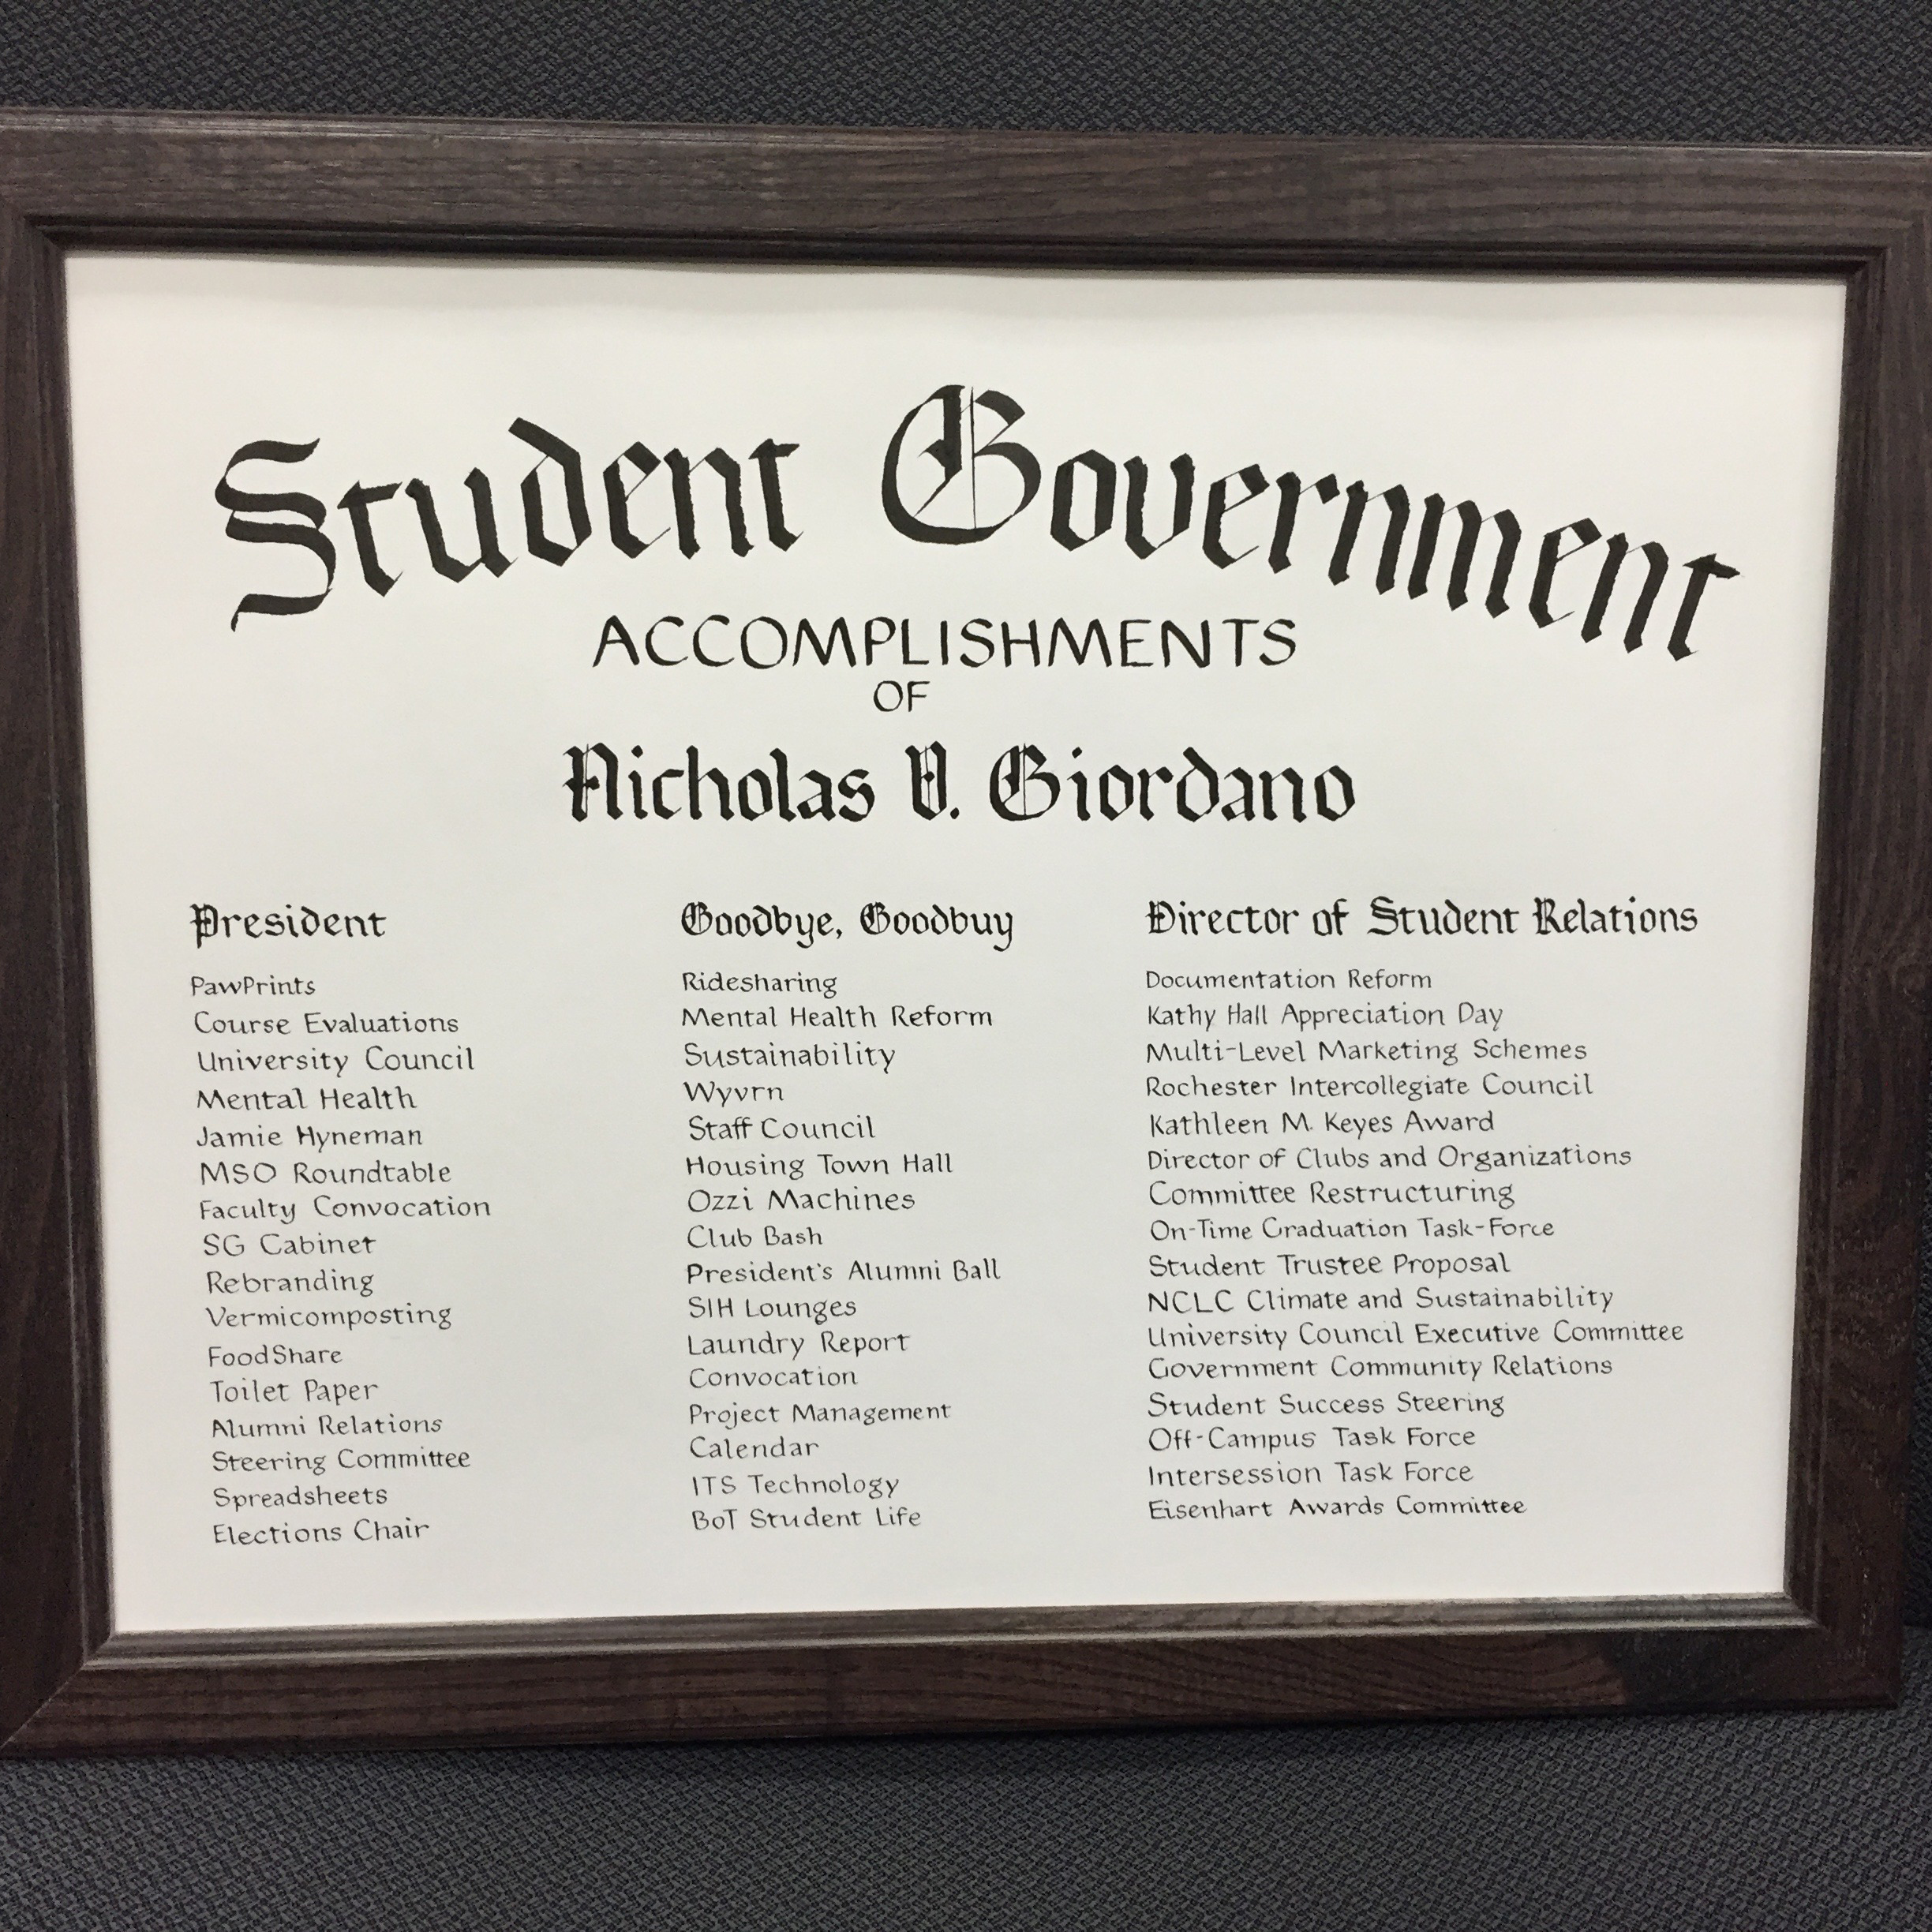 Student Government
ACCOMPLISHMENTS
OF
Nicholas V. Giordano
President
PawPrints
Course Evaluations
University Council
Mental Health
Jamie Hyneman
MSO Roundtable
Faculty Convocation
SG Cabinet
Rebranding
Vermicomposting
FoodShare
Toilet Paper
Alumni Relations
Steering Committee
Spreadsheets
Elections Chair
Goodbye, Goodbuy
Ridesharing
Mental Health Reform
Sustainability
Wyvrn
Staff Council
Housing Town Hall
Ozzi Machines
Club Bash
President's Alumni Ball
SIH Lounges
Laundry Report
Convocation
Project Management
Calendar
ITS Technology
BoT Student Life
Director of Student Relations
Documentation Reform
Kathy Hall Appreciation Day
Multi-Level Marketing Schemes
Rochester Intercollegiate Council
Kathleen M. Keyes Award
Director of Clubs and Organizations
Committee Restructuring
On-Time Graduation Task-Force
Student Trustee Proposal
NCLC Climate and Sustainability
University Council Executive Committee
Government Community Relations
Student Success Steering
Off-Campus Task Force
Intersession Task Force
Eisenhart Awards Committee